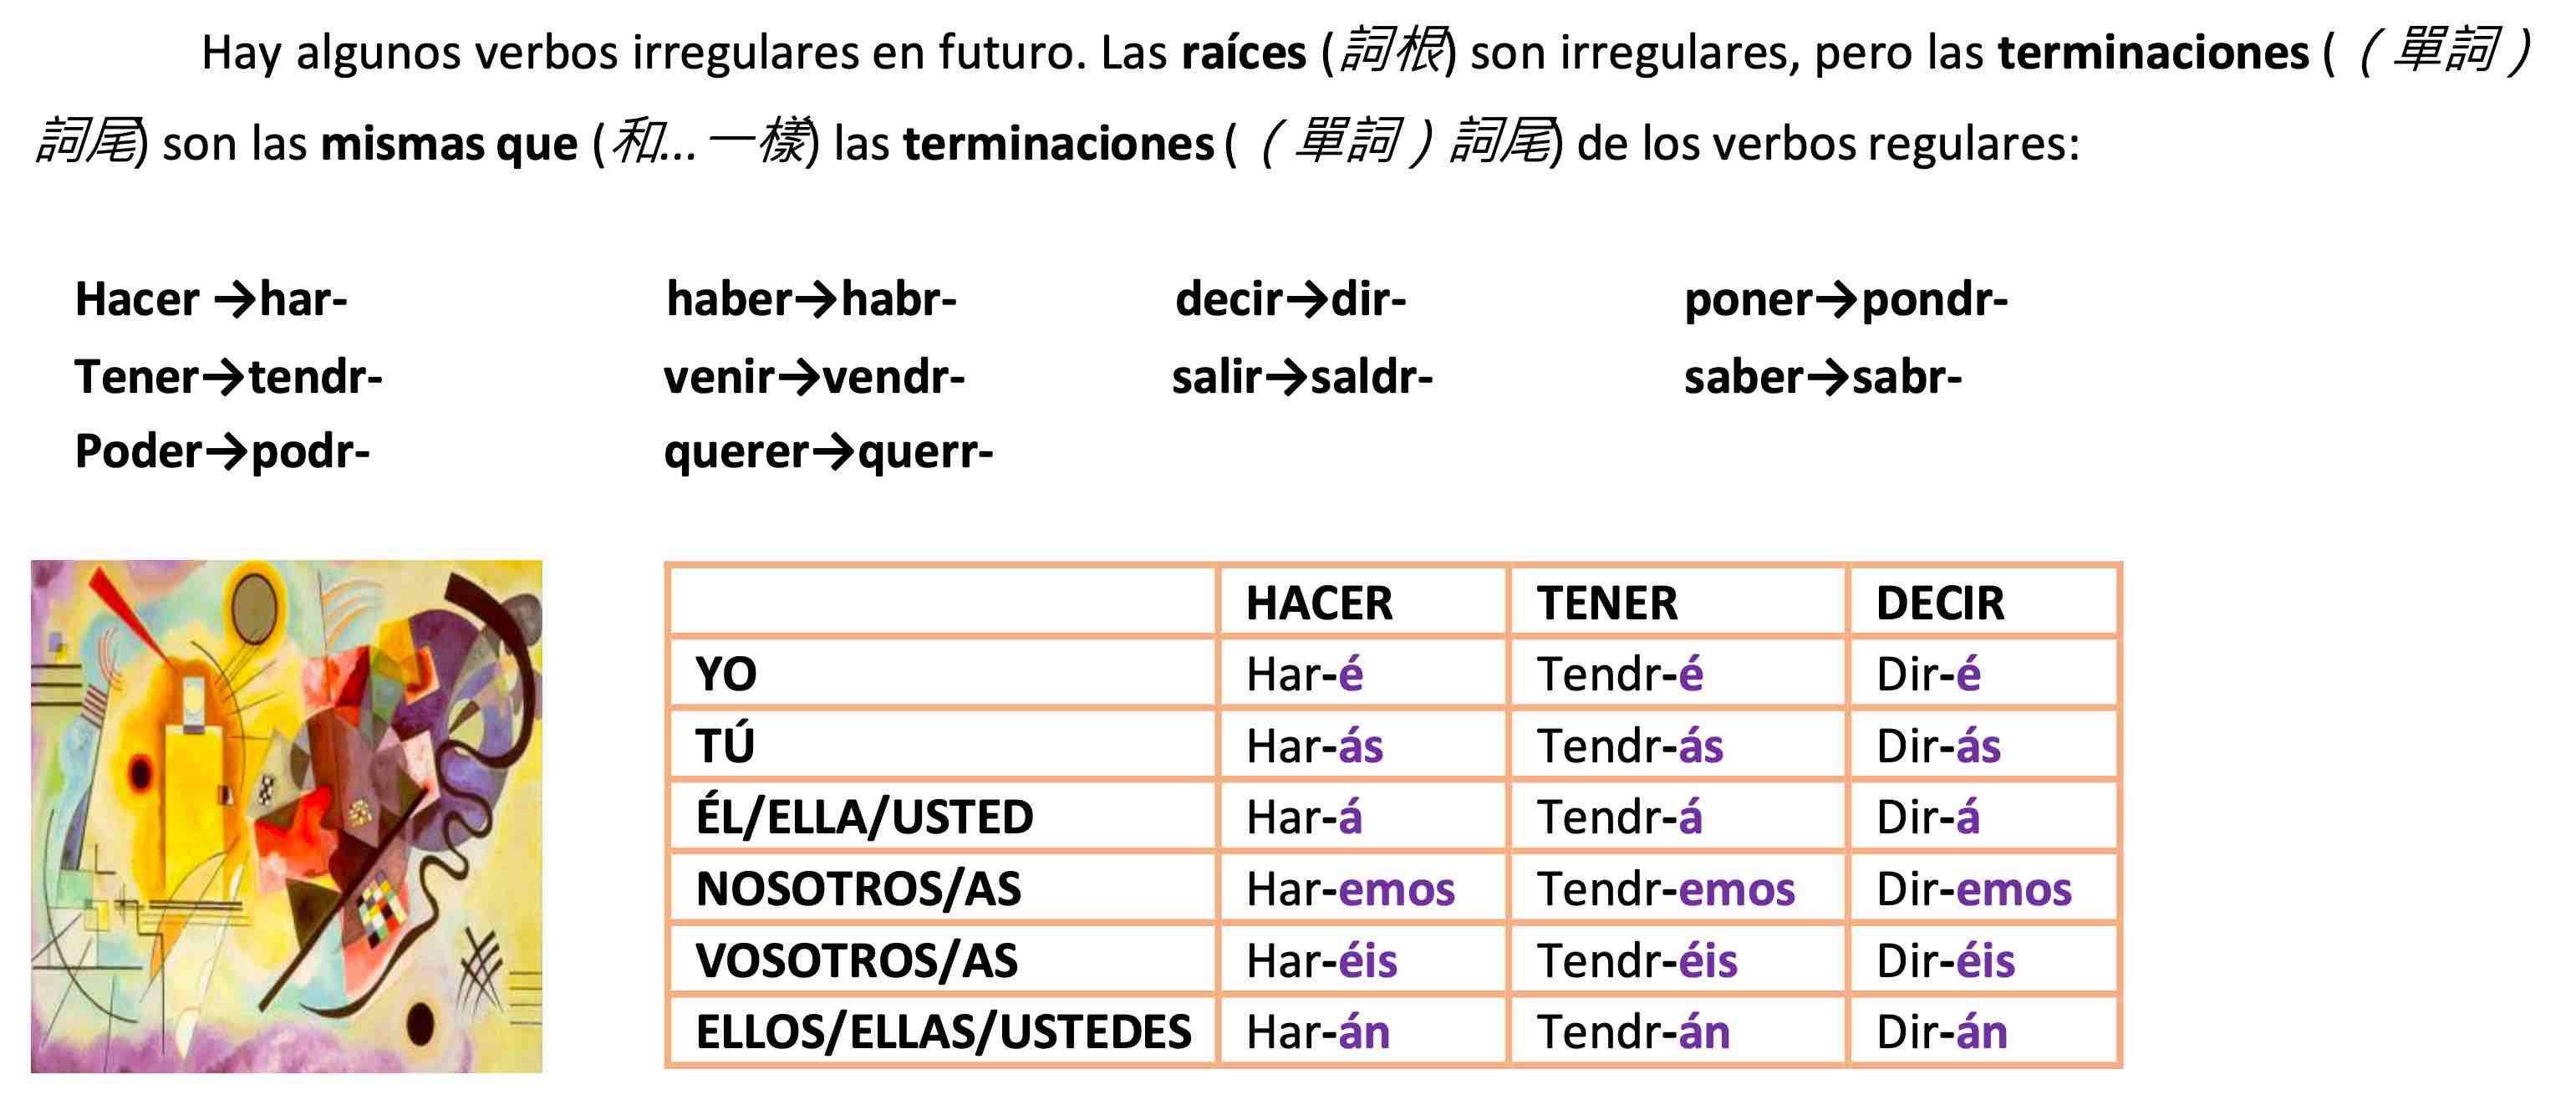 Hay algunos verbos irregulares en futuro. Las raíces (詞根) son irregulares, pero las terminaciones (（單詞）
詞尾) son las mismas que (和... 一樣) las terminaciones (（單詞）詞尾) de los verbos regulares:
Hacer →har- haber→habr- decir→dir- poner→pondr-
Tener→tendr- venir→vendr- salir→saldr- saber→sabr-
Poder→podr- querer→querr-
HACER TENER DECIR
YO Har-é Tendr-é Dir-é
TÚ Har-ás Tendr-ás Dir-ás
ÉL/ELLA/USTED Har-á Tendr-á Dir-á
NOSOTROS/AS Har-emos Tendr-emos Dir-emos
VOSOTROS/AS Har-éis Tendr-éis Dir-éis
ELLOS/ELLAS/USTEDES Har-án Tendr-án Dir-án